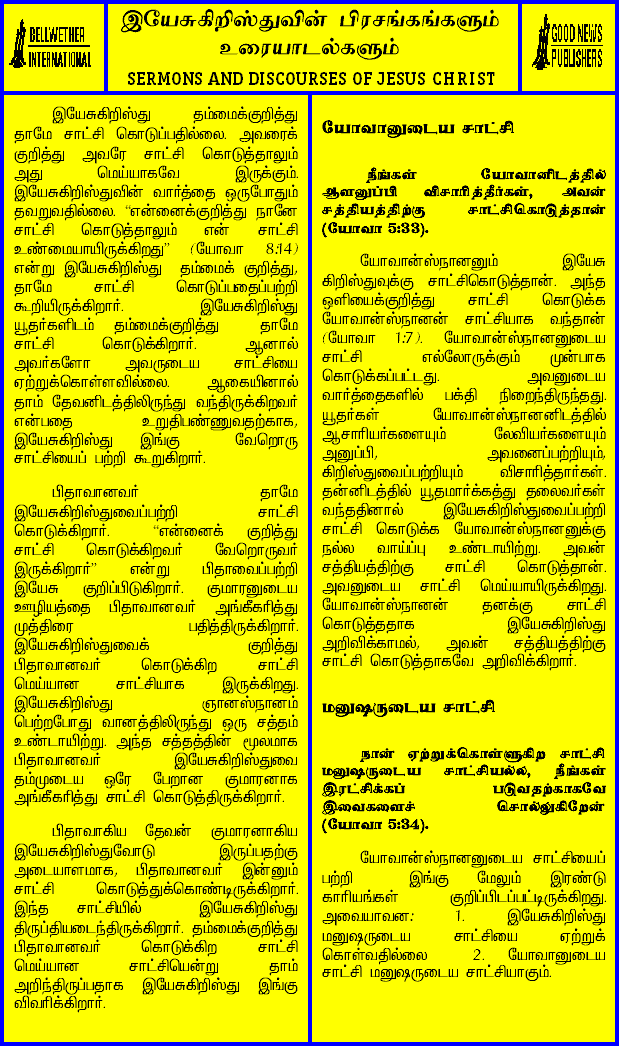 BELLWETHER
INTERNATIONAL
இயேசுகிறிஸ்துவின் பிரசங்கங்களும்
உரையாடல்களும்
SERMONS AND DISCOURSES OF JESUS CHRIST
GOOD NEWS
PUBLISHERS
இயேசுகிறிஸ்து தம்மைக்குறித்து
தாமே சாட்சி கொடுப்பதில்லை. அவரைக்
குறித்து அவரே சாட்சி கொடுத்தாலும்
அது மெய்யாகவே இருக்கும்.
இயேசுகிறிஸ்துவின் வார்த்தை ஒருபோதும்
தவறுவதில்லை. “என்னைக்குறித்து நானே
சாட்சி கொடுத்தாலும் என் சாட்சி
உண்மையாயிருக்கிறது” (யோவா 8:14)
என்று இயேசுகிறிஸ்து தம்மைக் குறித்து,
தாமே சாட்சி கொடுப்பதைப்பற்றி
கூறியிருக்கிறார். இயேசுகிறிஸ்து
யூதர்களிடம் தம்மைக்குறித்து தாமே
சாட்சி கொடுக்கிறார். ஆனால்
அவர்களோ அவருடைய சாட்சியை
ஏற்றுக்கொள்ளவில்லை. ஆகையினால்
தாம் தேவனிடத்திலிருந்து வந்திருக்கிறவர்
என்பதை உறுதிபண்ணுவதற்காக,
இயேசுகிறிஸ்து இங்கு வேறொரு
சாட்சியைப் பற்றி கூறுகிறார்.
பிதாவானவர் தாமே
இயேசுகிறிஸ்துவைப்பற்றி சாட்சி
கொடுக்கிறார். “என்னைக் குறித்து
சாட்சி கொடுக்கிறவர் வேறொருவர்
இருக்கிறார்” என்று பிதாவைப்பற்றி
இயேசு குறிப்பிடுகிறார். குமாரனுடைய
ஊழியத்தை பிதாவானவர் அங்கீகரித்து
முத்திரை பதித்திருக்கிறார்.
இயேசுகிறிஸ்துவைக் குறித்து
பிதாவானவர் கொடுக்கிற சாட்சி
மெய்யான சாட்சியாக இருக்கிறது.
இயேசுகிறிஸ்து ஞானஸ்நானம்
பெற்றபோது வானத்திலிருந்து ஒரு சத்தம்
உண்டாயிற்று. அந்த சத்தத்தின் மூலமாக
பிதாவானவர் இயேசுகிறிஸ்துவை
தம்முடைய ஒரே பேறான குமாரனாக
அங்கீகரித்து சாட்சி கொடுத்திருக்கிறார்.
பிதாவாகிய தேவன் குமாரனாகிய
இயேசுகிறிஸ்துவோடு இருப்பதற்கு
அடையாளமாக, பிதாவானவர் இன்னும்
சாட்சி கொடுத்துக்கொண்டிருக்கிறார்.
இந்த சாட்சியில் இயேசுகிறிஸ்து
திருப்தியடைந்திருக்கிறார். தம்மைக்குறித்து
பிதாவானவர் கொடுக்கிற சாட்சி
மெய்யான சாட்சியென்று தாம்
அறிந்திருப்பதாக இயேசுகிறிஸ்து இங்கு
விவரிக்கிறார்.
யோவானுடைய சாட்சி
நீங்கள் யோவானிடத்தில்
ஆளனுப்பி விசாரித்தீர்கள், அவன்
சத்தியத்திற்கு சாட்சிகொடுத்தான்
(யோவா 5:33).
யோவான்ஸ்நானனும் இயேசு
கிறிஸ்துவுக்கு சாட்சிகொடுத்தான். அந்த
ஒளியைக்குறித்து சாட்சி கொடுக்க
யோவான்ஸ்நானன் சாட்சியாக வந்தான்
(யோவா 1:7). யோவான்ஸ்நானனுடைய
சாட்சி எல்லோருக்கும் முன்பாக
கொடுக்கப்பட்டது. அவனுடைய
வார்த்தைகளில் பக்தி நிறைந்திருந்தது.
யூதர்கள் யோவான்ஸ்நானனிடத்தில்
ஆசாரியர்களையும் லேவியர்களையும்
அனுப்பி, அவனைப்பற்றியும்,
கிறிஸ்துவைப்பற்றியும் விசாரித்தார்கள்.
தன்னிடத்தில் யூதமார்க்கத்து தலைவர்கள்
வந்ததினால் இயேசுகிறிஸ்துவைப்பற்றி
சாட்சி கொடுக்க யோவான்ஸ்நானனுக்கு
நல்ல வாய்ப்பு உண்டாயிற்று. அவன்
சத்தியத்திற்கு சாட்சி கொடுத்தான்.
அவனுடைய சாட்சி மெய்யாயிருக்கிறது.
யோவான்ஸ்நானன் தனக்கு சாட்சி
கொடுத்ததாக இயேசுகிறிஸ்து
அறிவிக்காமல், அவன் சத்தியத்திற்கு
சாட்சி கொடுத்தாகவே அறிவிக்கிறார்.
மனுஷருடைய சாட்சி
நான் ஏற்றுக்கொள்ளுகிற சாட்சி
மனுஷருடைய சாட்சியல்ல, நீங்கள்
இரட்சிக்கப் படுவதற்காகவே
இவைகளைச் சொல்லுகிறேன்
(யோவா 5:34).
யோவான்ஸ்நானனுடைய சாட்சியைப்
பற்றி இங்கு மேலும் இரண்டு
காரியங்கள் குறிப்பிடப்பட்டிருக்கிறது.
அவையாவன: 1. இயேசுகிறிஸ்து
மனுஷருடைய சாட்சியை ஏற்றுக்
கொள்வதில்லை 2. யோவானுடைய
சாட்சி மனுஷருடைய சாட்சியாகும்.